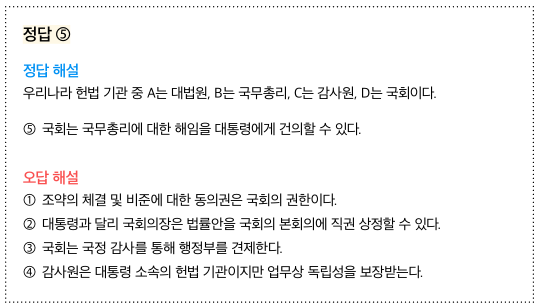 정답 ⑤
정답 해설
우리나라 헌법 기관 중 A는 대법원, B는 국무총리, C는 감사원, D는 국회이다.
⑤ 국회는 국무총리에 대한 해임을 대통령에게 건의할 수 있다.
오답 해설
① 조약의 체결 및 비준에 대한 동의권은 국회의 권한이다.
② 대통령과 달리 국회의장은 법률안을 국회의 본회의에 직권 상정할 수 있다.
③ 국회는 국정 감사를 통해 행정부를 견제한다.
④ 감사원은 대통령 소속의 헌법 기관이지만 업무상 독립성을 보장받는다.